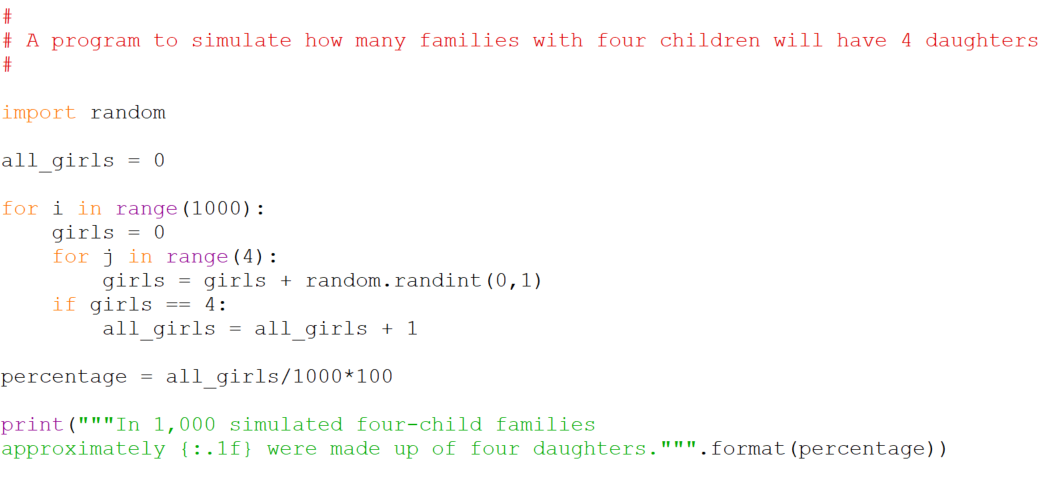 #
# A program to simulate how many families with four children will have 4 daughters
#
import random
all_girls = 0
for i in range(1000):
    girls = 0
    for j in range(4):
        girls = girls + random.randint(0,1)
    if girls == 4:
        all_girls = all_girls + 1
percentage = all_girls/1000*100
print("""In 1,000 simulated four-child families
approximately {:.1f} were made up of four daughters.""".format(percentage))